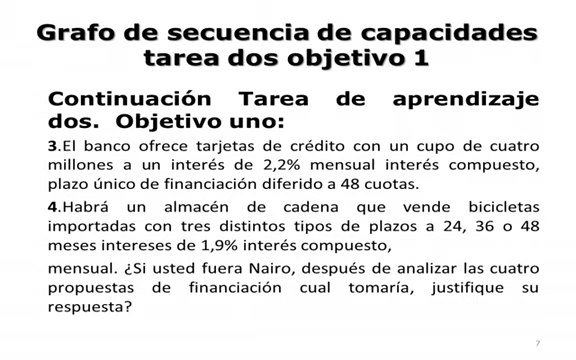 Grafo de secuencia de capacidades
tarea dos objetivo 1
Continuación Tarea de aprendizaje
dos. Objetivo uno:
3.El banco ofrece tarjetas de crédito con un cupo de cuatro
millones a un interés de 2,2% mensual interés compuesto,
plazo único de financiación diferido a 48 cuotas.
4.Habrá un almacén de cadena que vende bicicletas
importadas con tres distintos tipos de plazos a 24, 36 o 48
meses intereses de 1,9% interés compuesto,
mensual. ¿Si usted fuera Nairo, después de analizar las cuatro
propuestas de financiación cual tomaría, justifique su
respuesta?
7